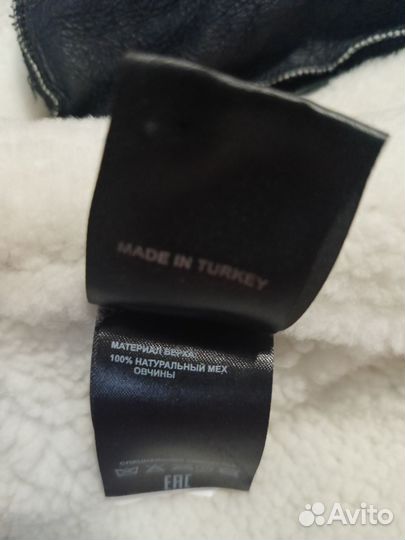 MADE IN TURKEY
МАТЕРИАЛ ВЕРХА:
100% НАТУРАЛЬНЫЙ МЕХ
ОВЧИНЫ
EAC
Avito